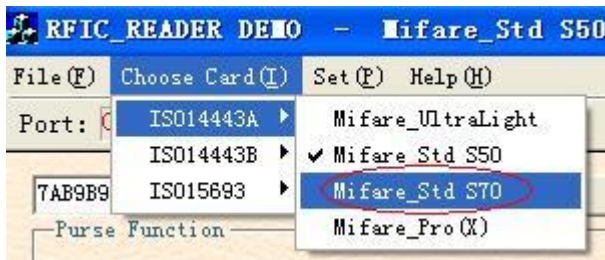 RFIC_READER DEMO - Mifare_Std S50
File(F) Choose Card(I) Set(P) Help(H)
Port:
ISO14443A
ISO14443B
ISO15693
Mifare_UltraLight
Mifare_Std S50
Mifare_Std S70
Mifare_Pro(X)
7AB9B9
Purse Function